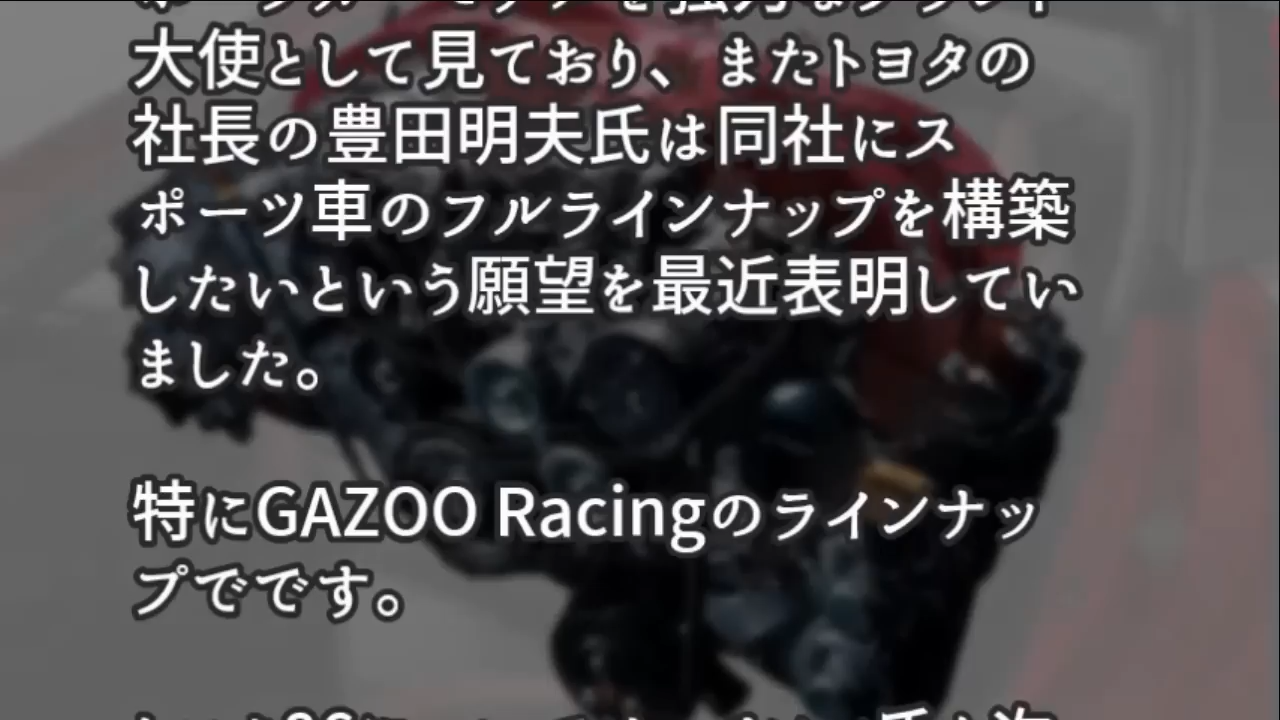 大使として見ており、またトヨタの
社長の豊田明夫氏は同社にス
ポーツ車のフルラインナップを構築
したいという願望を最近表明してい
ました。
特にGAZOO Racingのラインナッ
プでです。